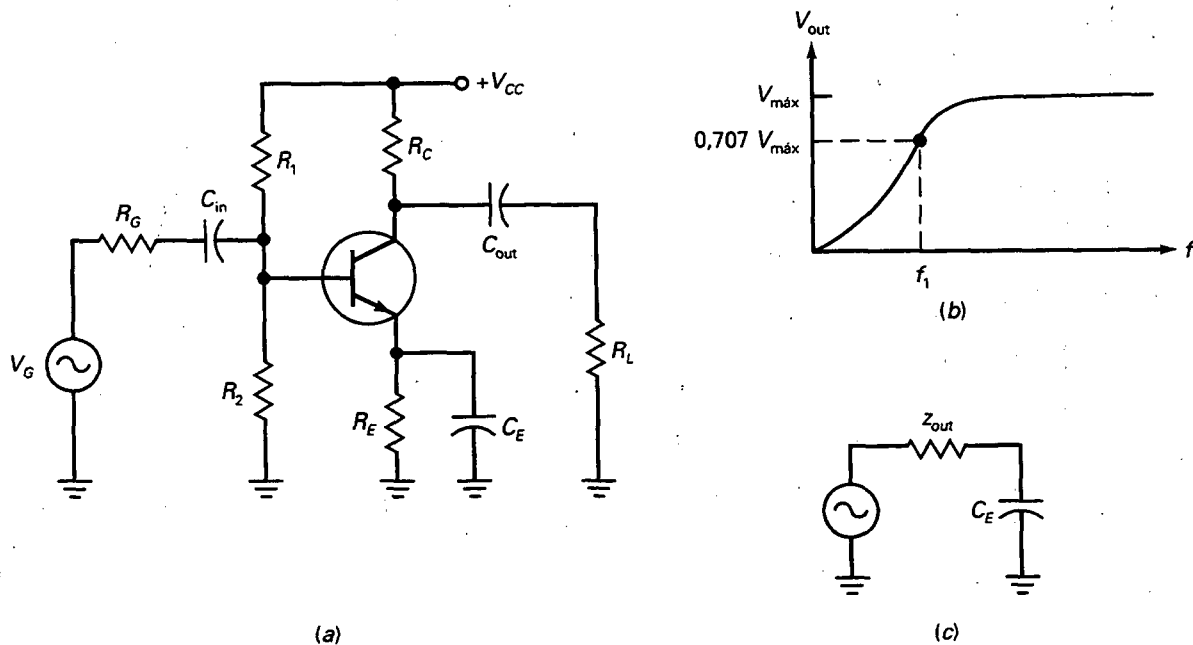 +V_CC
R_1
R_C
R_G
C_in
C_out
V_G
R_2
R_E
C_E
R_L
(a)
V_out
V_máx
0,707 V_máx
f_1
f
(b)
z_out
C_E
(c)